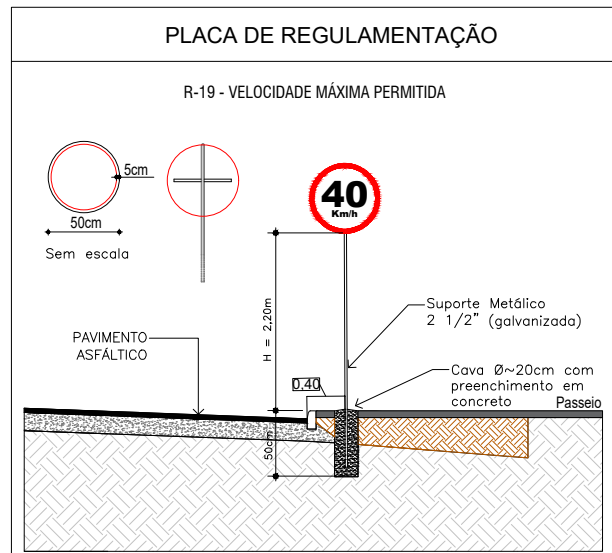 PLACA DE REGULAMENTAÇÃO
R-19 - VELOCIDADE MÁXIMA PERMITIDA
5cm
50cm
Sem escala
40
Km/h
H = 2,20m
Suporte Metálico
2 1/2" (galvanizada)
PAVIMENTO
ASFÁLTICO
0,40
Cava Ø~20cm com
preenchimento em
concreto
Passeio
50cm